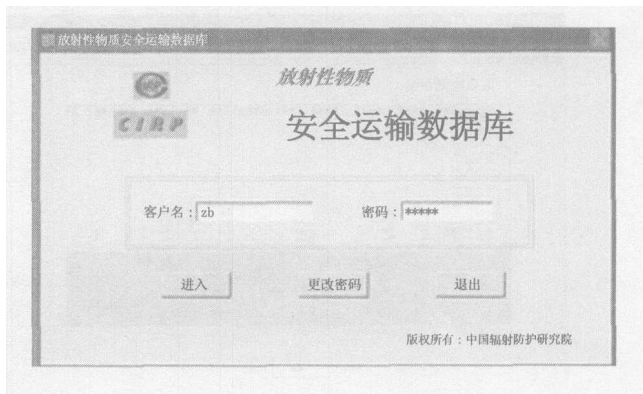 放射性物质安全运输数据库
放射性物质
CIRP
安全运输数据库
客户名：zb 密码：*****
进入 更改密码 退出
版权所有：中国辐射防护研究院